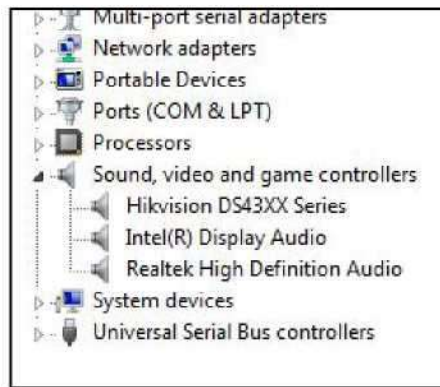 Multi-port serial adapters
Network adapters
Portable Devices
Ports (COM & LPT)
Processors
Sound, video and game controllers
Hikvision DS43XX Series
Intel(R) Display Audio
Realtek High Definition Audio
System devices
Universal Serial Bus controllers